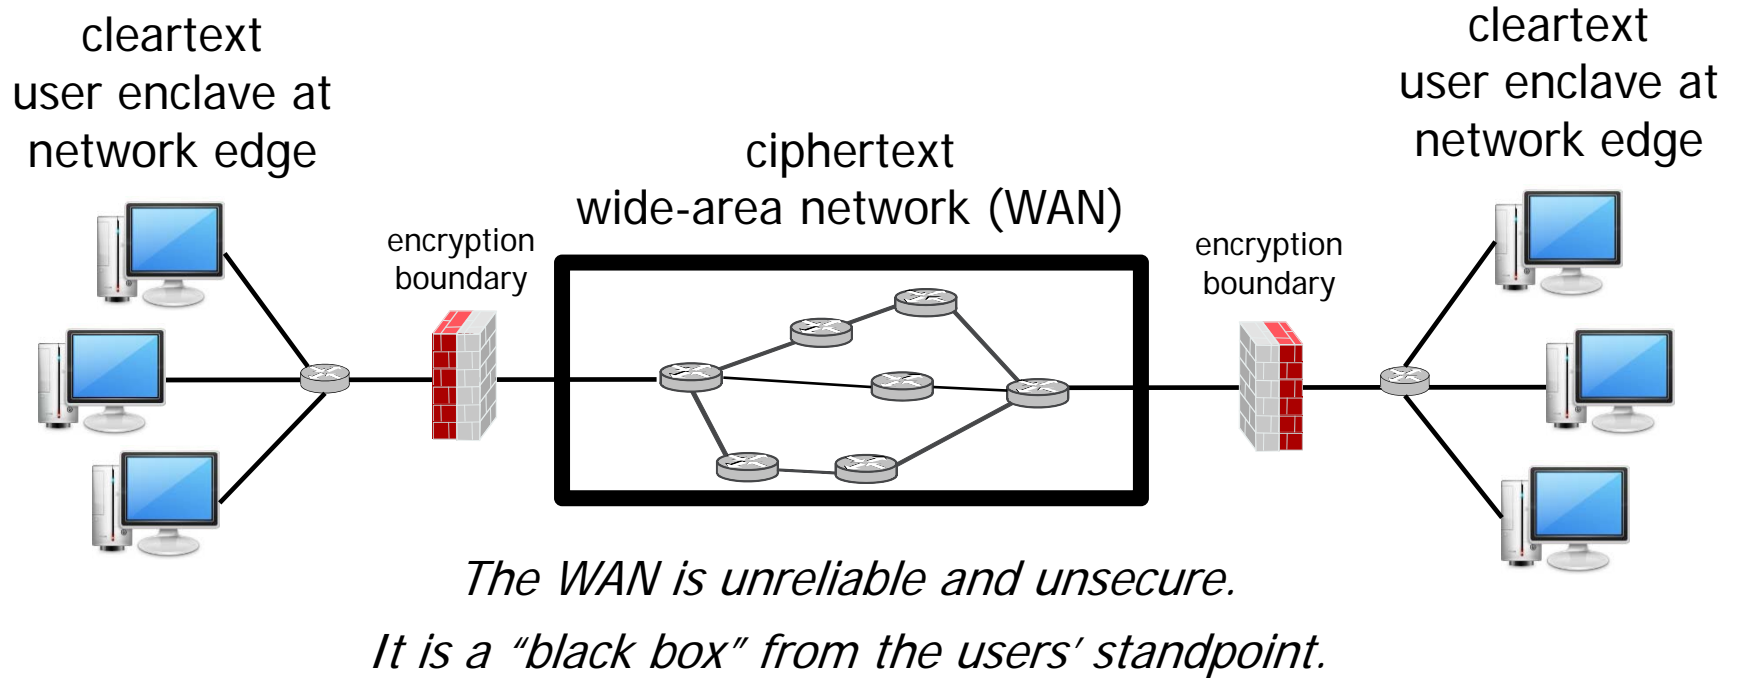 cleartext
user enclave at
network edge
ciphertext
wide-area network (WAN)
cleartext
user enclave at
network edge
encryption
boundary
encryption
boundary
The WAN is unreliable and unsecure.
It is a “black box” from the users’ standpoint.